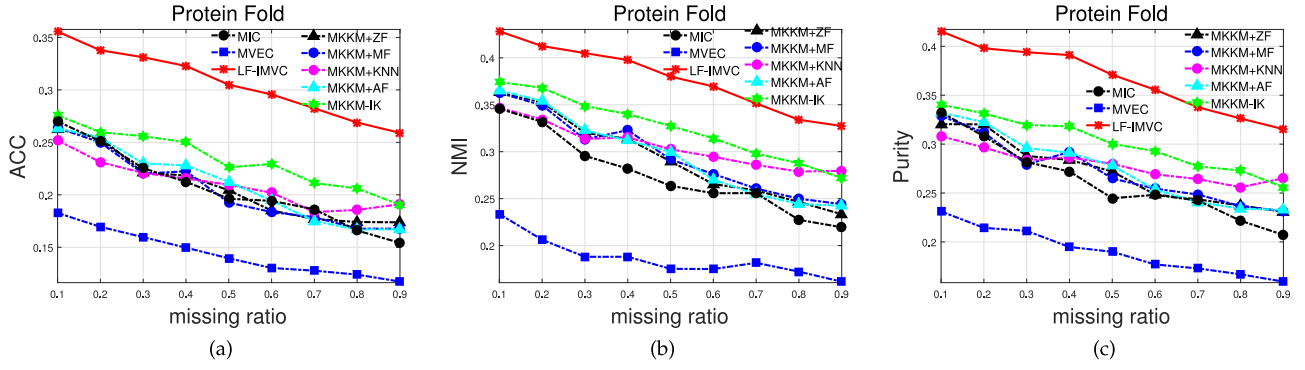 Protein Fold
MIC
MVEC
LF-IMVC
MKKM+ZF
MKKM+MF
MKKM+KNN
MKKM+AF
MKKM-IK
ACC
0.35
0.3
0.25
0.2
0.15
0.1 0.2 0.3 0.4 0.5 0.6 0.7 0.8 0.9
missing ratio
(a)
Protein Fold
MIC
MVEC
LF-IMVC
MKKM+ZF
MKKM+MF
MKKM+KNN
MKKM+AF
MKKM-IK
NMI
0.4
0.35
0.3
0.25
0.2
0.1 0.2 0.3 0.4 0.5 0.6 0.7 0.8 0.9
missing ratio
(b)
Protein Fold
MKKM+ZF
MKKM+MF
MKKM+KNN
MKKM+AF
MKKM-IK
MIC
MVEC
LF-IMVC
Purity
0.4
0.35
0.3
0.25
0.2
0.1 0.2 0.3 0.4 0.5 0.6 0.7 0.8 0.9
missing ratio
(c)